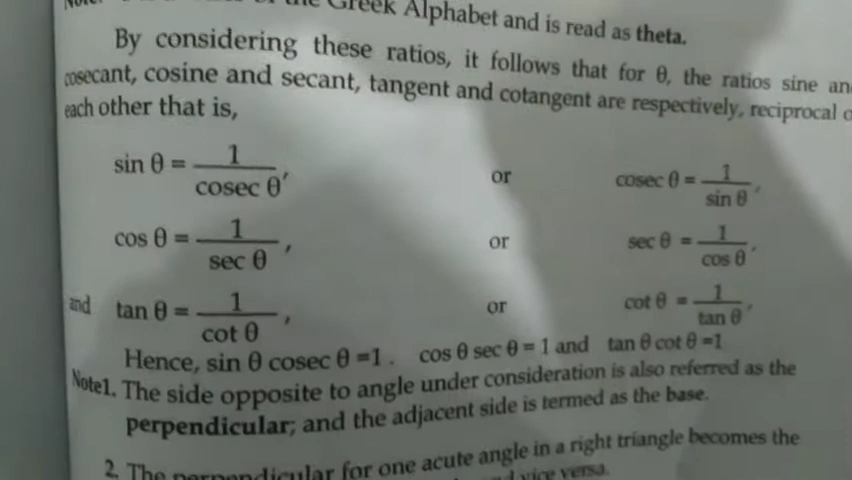 Greek Alphabet and is read as theta.
By considering these ratios, it follows that for θ, the ratios sine an
cosecant, cosine and secant, tangent and cotangent are respectively, reciprocal o
each other that is,
sin θ = 1/cosec θ, or cosec θ = 1/sin θ,
cos θ = 1/sec θ, or sec θ = 1/cos θ,
and tan θ = 1/cot θ, or cot θ = 1/tan θ,
Hence, sin θ cosec θ =1. cos θ sec θ = 1 and tan θ cot θ =1
Note1. The side opposite to angle under consideration is also referred as the
perpendicular; and the adjacent side is termed as the base.
2. The perpendicular for one acute angle in a right triangle becomes the
vice versa.